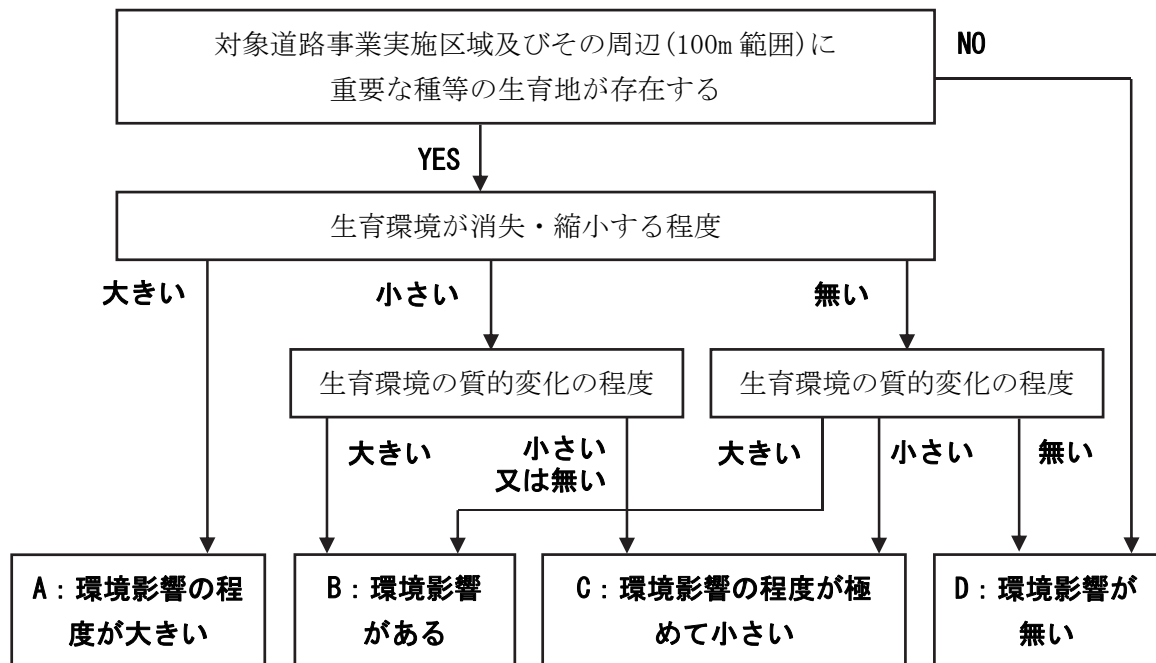 対象道路事業実施区域及びその周辺(100m 範囲)に
重要な種等の生育地が存在する
NO
YES
生育環境が消失・縮小する程度
大きい
小さい
無い
生育環境の質的変化の程度
生育環境の質的変化の程度
大きい
小さい
又は無い
大きい
小さい
無い
A：環境影響の程
度が大きい
B：環境影響
がある
C：環境影響の程度が極
めて小さい
D：環境影響が
無い